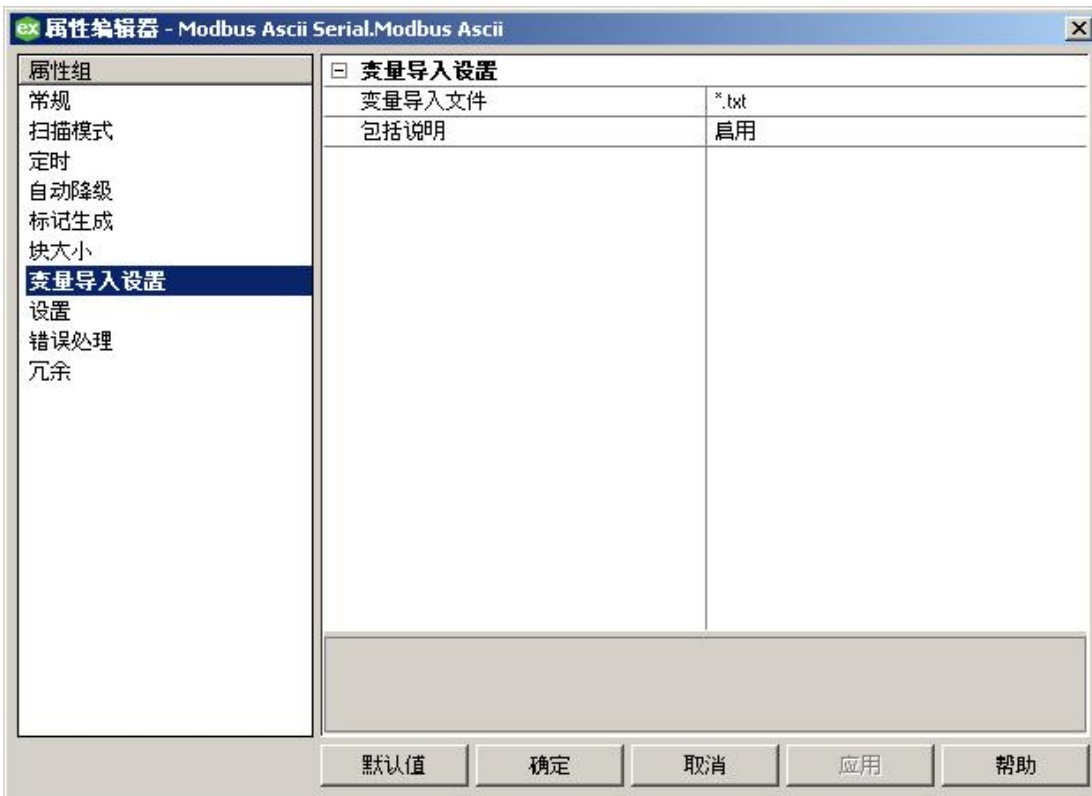 ex 属性编辑器 - Modbus Ascii Serial.Modbus Ascii
属性组
常规
扫描模式
定时
自动降级
标记生成
块大小
变量导入设置
设置
错误处理
冗余
变量导入设置
变量导入文件 *.txt
包括说明 启用
默认值 确定 取消 应用 帮助